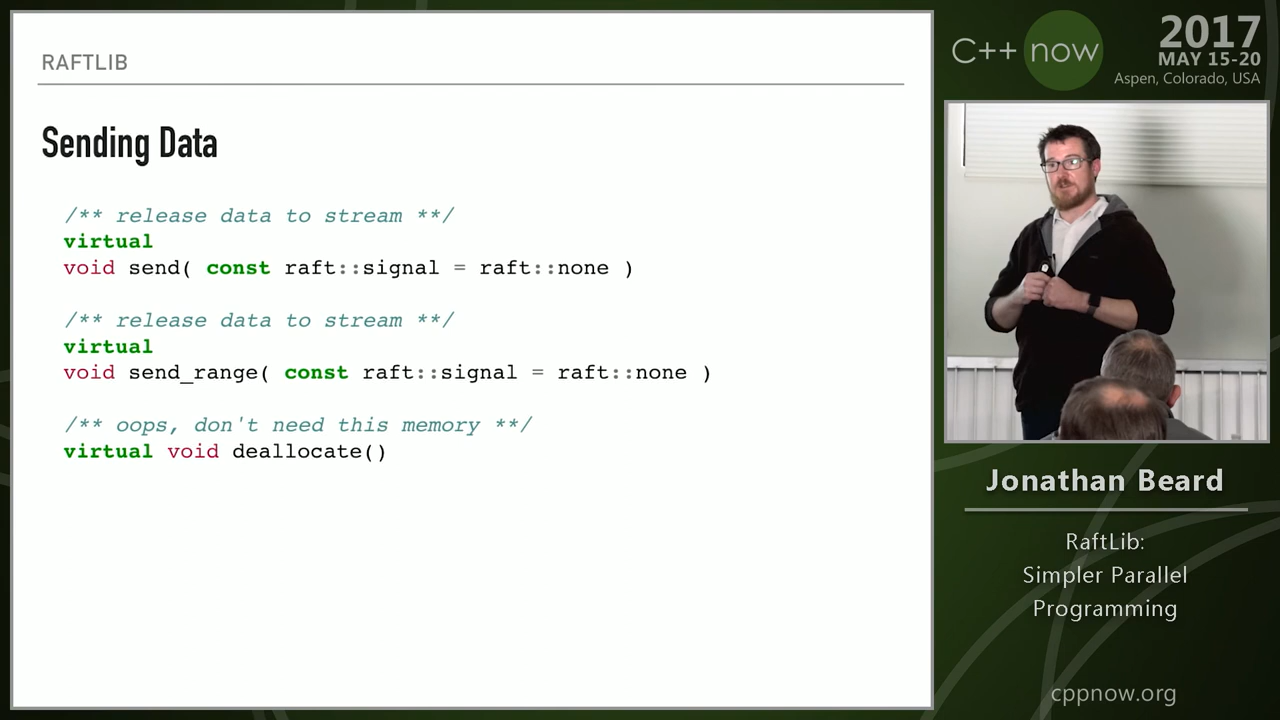 RAFTLIB
Sending Data
/** release data to stream **/
virtual
void send( const raft::signal = raft::none )
/** release data to stream **/
virtual
void send_range( const raft::signal = raft::none )
/** oops, don't need this memory **/
virtual void deallocate()
C++ now
2017
MAY 15-20
Aspen, Colorado, USA
Jonathan Beard
RaftLib:
Simpler Parallel
Programming
cppnow.org